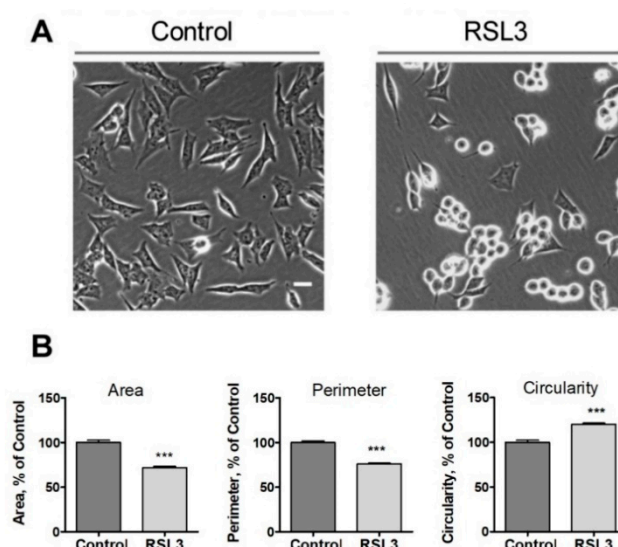 A
Control
RSL3
B
Area
Area, % of Control
150
100
50
0
Control
RSL3
***
Perimeter
Perimeter, % of Control
150
100
50
0
Control
RSL3
***
Circularity
Circularity, % of Control
150
100
50
0
Control
RSL3
***